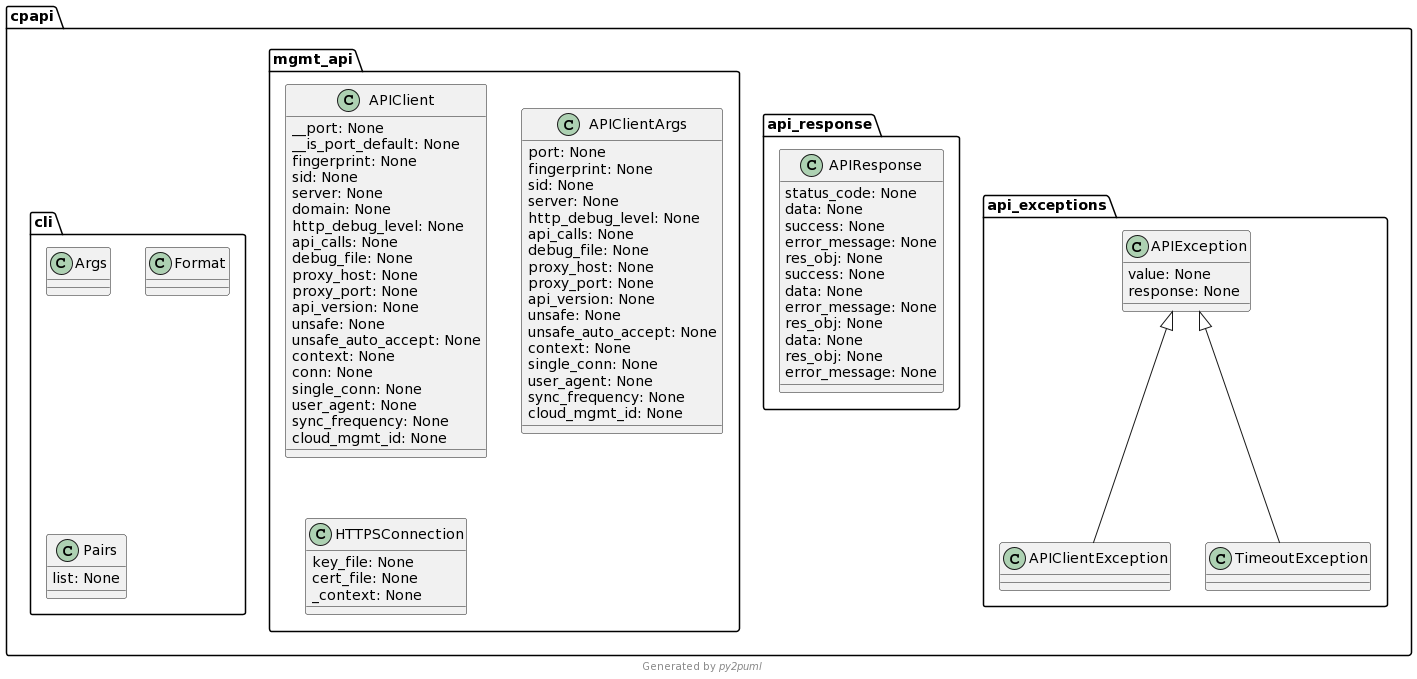 cpapi
mgmt_api
C APIClient
__port: None
__is_port_default: None
fingerprint: None
sid: None
server: None
domain: None
http_debug_level: None
api_calls: None
debug_file: None
proxy_host: None
proxy_port: None
api_version: None
unsafe: None
unsafe_auto_accept: None
context: None
conn: None
single_conn: None
user_agent: None
sync_frequency: None
cloud_mgmt_id: None
C APIClientArgs
port: None
fingerprint: None
sid: None
server: None
http_debug_level: None
api_calls: None
debug_file: None
proxy_host: None
proxy_port: None
api_version: None
unsafe: None
unsafe_auto_accept: None
context: None
single_conn: None
user_agent: None
sync_frequency: None
cloud_mgmt_id: None
C HTTPSConnection
key_file: None
cert_file: None
_context: None
api_response
C APIResponse
status_code: None
data: None
success: None
error_message: None
res_obj: None
success: None
data: None
error_message: None
res_obj: None
data: None
res_obj: None
error_message: None
api_exceptions
C APIException
value: None
response: None
C APIClientException
C TimeoutException
cli
C Args
C Format
C Pairs
list: None
Generated by py2puml